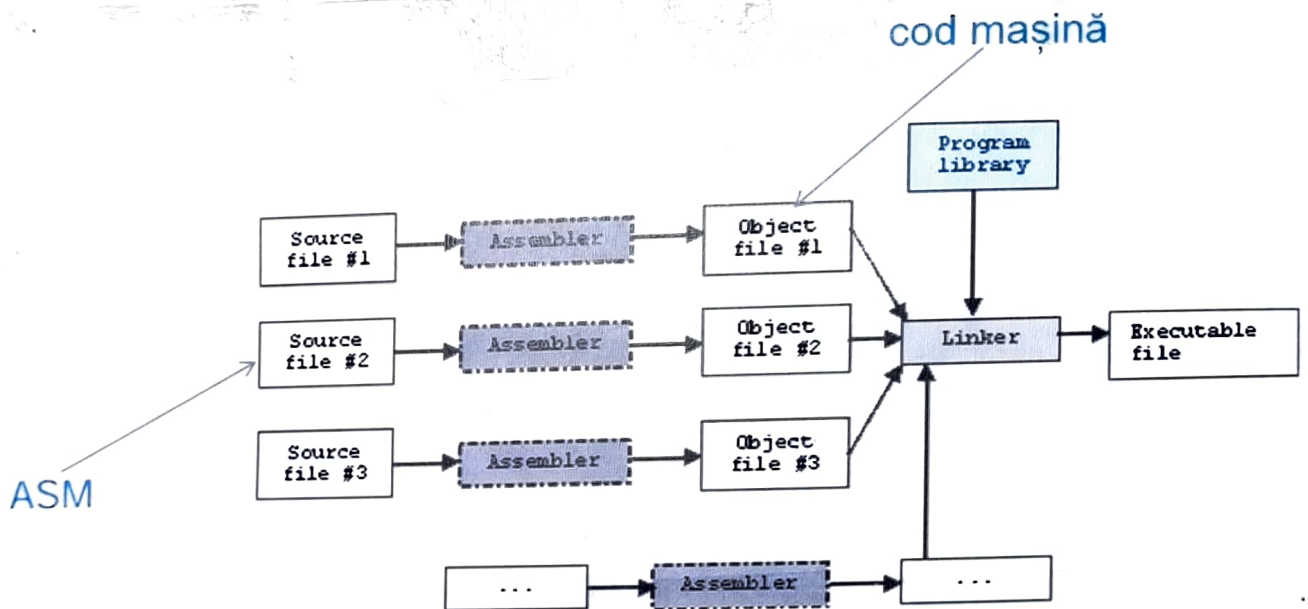 cod mașină
Program
library
Source
file #1
Assembler
Object
file #1
Source
file #2
Assembler
Object
file #2
Linker
Executable
file
Source
file #3
Assembler
Object
file #3
ASM
...
Assembler
...